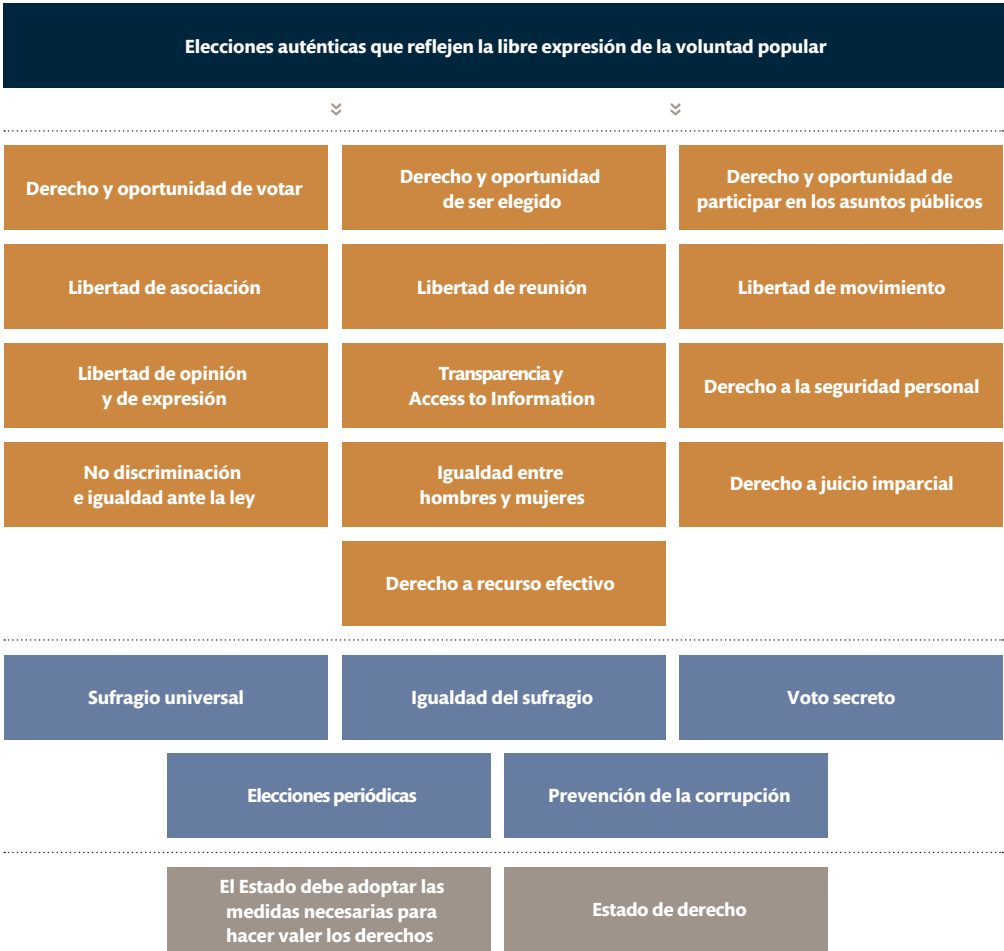 Elecciones auténticas que reflejen la libre expresión de la voluntad popular
Derecho y oportunidad de votar
Derecho y oportunidad
de ser elegido
Derecho y oportunidad de
participar en los asuntos públicos
Libertad de asociación
Libertad de reunión
Libertad de movimiento
Libertad de opinión
y de expresión
Transparencia y
Access to Information
Derecho a la seguridad personal
No discriminación
e igualdad ante la ley
Igualdad entre
hombres y mujeres
Derecho a juicio imparcial
Derecho a recurso efectivo
Sufragio universal
Igualdad del sufragio
Voto secreto
Elecciones periódicas
Prevención de la corrupción
El Estado debe adoptar las
medidas necesarias para
hacer valer los derechos
Estado de derecho